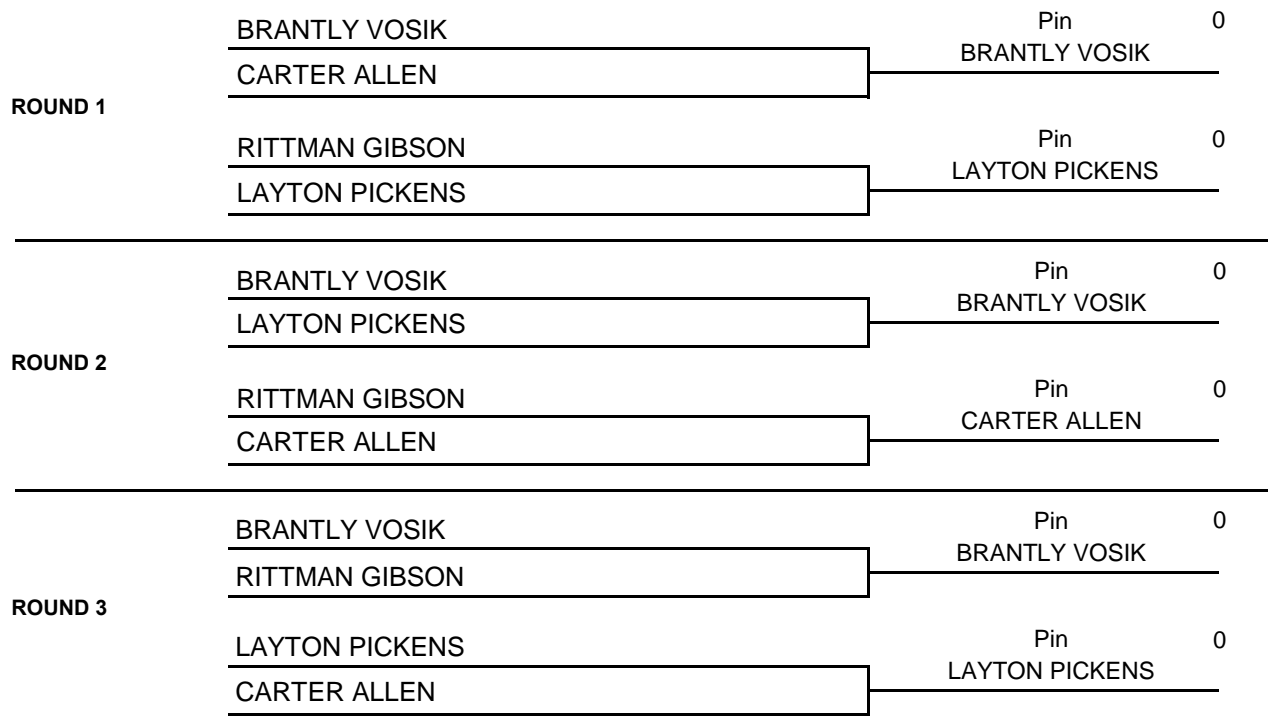 BRANTLY VOSIK
Pin 0
BRANTLY VOSIK
CARTER ALLEN
ROUND 1
RITTMAN GIBSON
Pin 0
LAYTON PICKENS
LAYTON PICKENS
BRANTLY VOSIK
Pin 0
BRANTLY VOSIK
LAYTON PICKENS
ROUND 2
RITTMAN GIBSON
Pin 0
CARTER ALLEN
CARTER ALLEN
BRANTLY VOSIK
Pin 0
BRANTLY VOSIK
RITTMAN GIBSON
ROUND 3
LAYTON PICKENS
Pin 0
LAYTON PICKENS
CARTER ALLEN